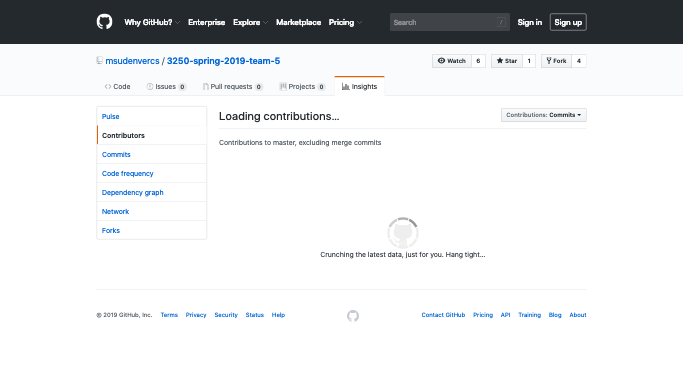 Why GitHub? Enterprise Explore Marketplace Pricing Search / Sign in Sign up
msudenvercs / 3250-spring-2019-team-5 Watch 6 Star 1 Fork 4
Code Issues 0 Pull requests 0 Projects 0 Insights
Pulse
Contributors
Commits
Code frequency
Dependency graph
Network
Forks
Loading contributions... Contributions: Commits
Contributions to master, excluding merge commits
Crunching the latest data, just for you. Hang tight...
© 2019 GitHub, Inc. Terms Privacy Security Status Help Contact GitHub Pricing API Training Blog About